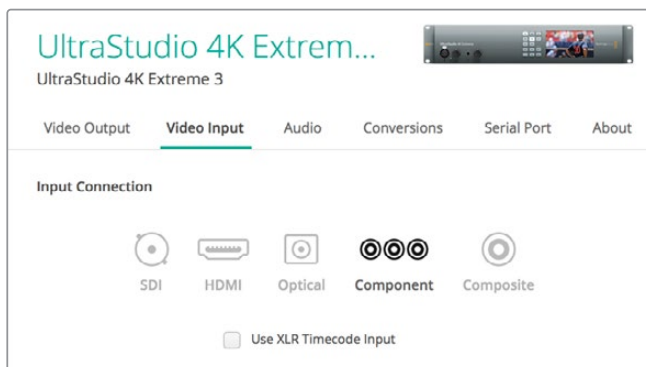 UltraStudio 4K Extrem...
UltraStudio 4K Extreme 3
Video Output Video Input Audio Conversions Serial Port About
Input Connection
SDI HDMI Optical Component Composite
Use XLR Timecode Input